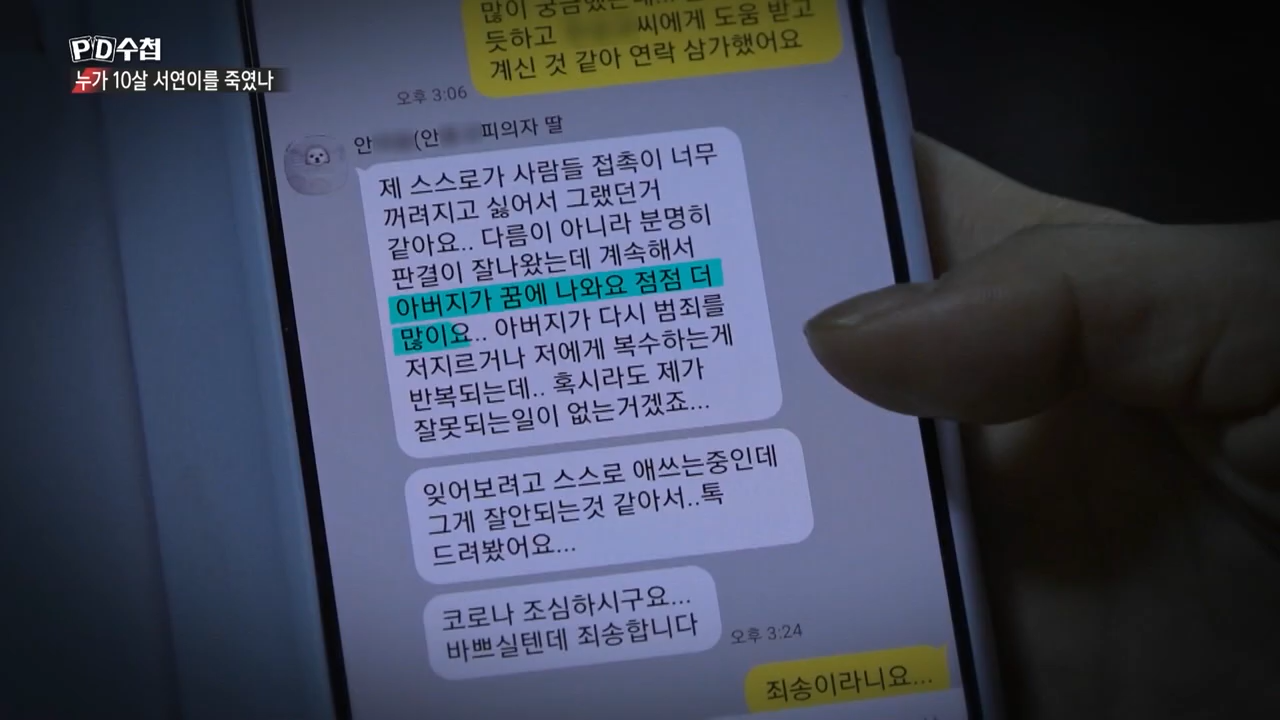 PD수첩
누가 10살 서연이를 죽였나
많이 궁금했는데...
듯하고 씨에게 도움 받고
계신 것 같아 연락 삼가했어요
오후 3:06
안 (안 피의자 딸
제 스스로가 사람들 접촉이 너무
꺼려지고 싫어서 그랬던거
같아요.. 다름이 아니라 분명히
판결이 잘나왔는데 계속해서
아버지가 꿈에 나와요 점점 더
많이요.. 아버지가 다시 범죄를
저지르거나 저에게 복수하는게
반복되는데.. 혹시라도 제가
잘못되는일이 없는거겠죠...
잊어보려고 스스로 애쓰는중인데
그게 잘안되는것 같아서..톡
드려봤어요...
코로나 조심하시구요...
바쁘실텐데 죄송합니다
오후 3:24
죄송이라니요...